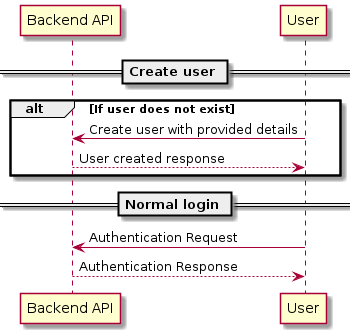 Backend API
User
Create user
alt
[If user does not exist]
Create user with provided details
User created response
Normal login
Authentication Request
Authentication Response
Backend API
User